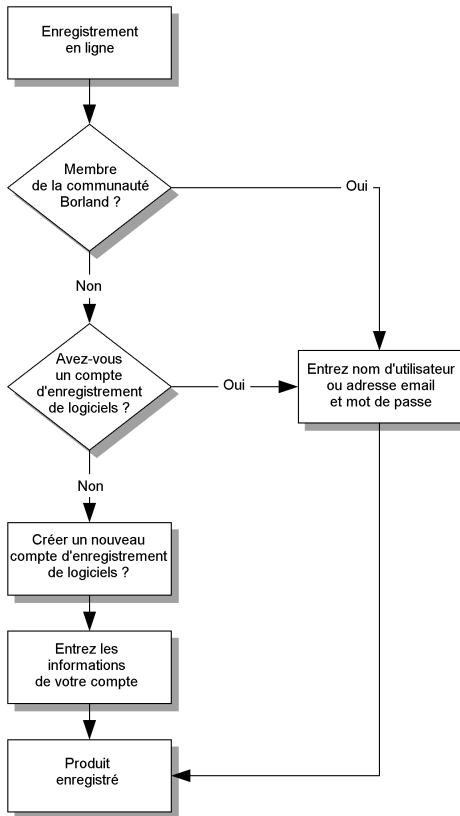 Enregistrement
en ligne
Membre
de la communauté
Borland ?
Oui
Non
Avez-vous
un compte
d'enregistrement
de logiciels ?
Oui
Entrez nom d'utilisateur
ou adresse email
et mot de passe
Non
Créer un nouveau
compte d'enregistrement
de logiciels ?
Entrez les
informations
de votre compte
Produit
enregistré